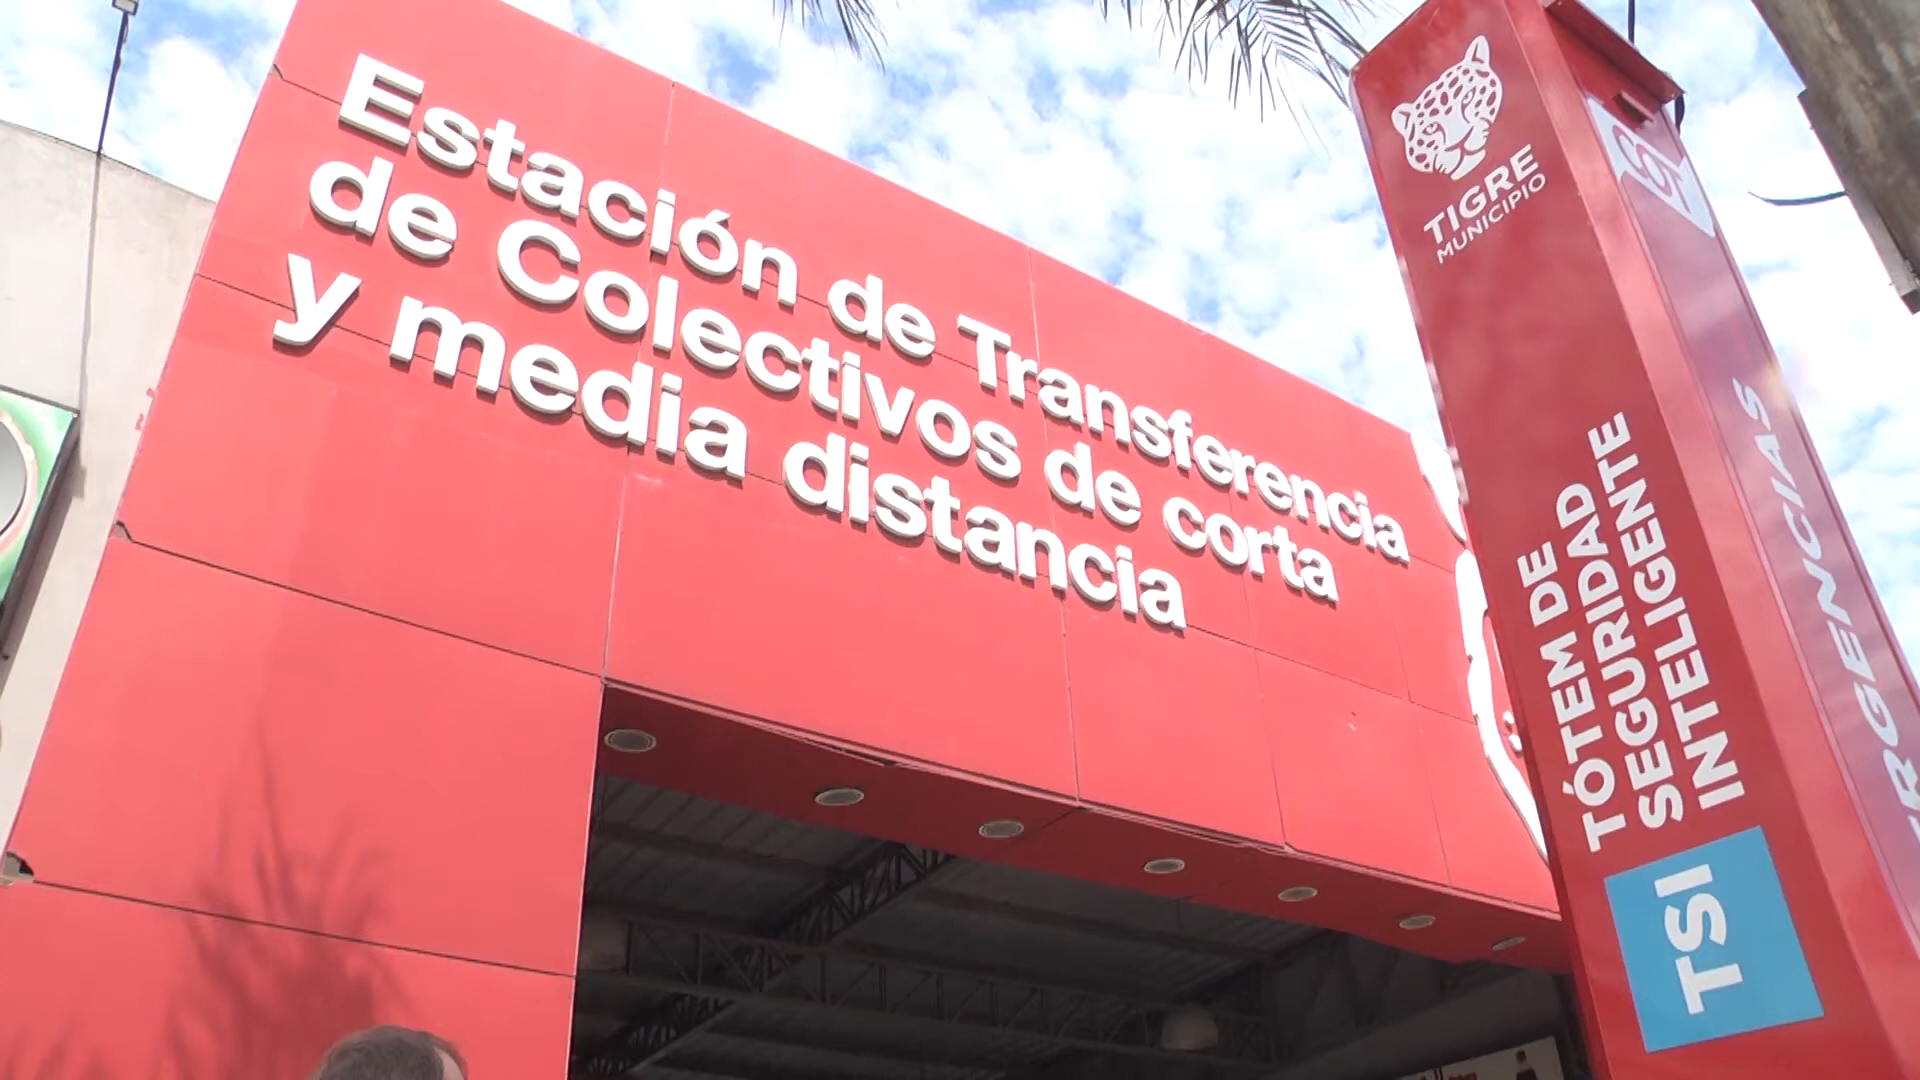 Estación de Transferencia
de Colectivos de corta
y media distancia
TIGRE
MUNICIPIO
TÓTEM DE
SEGURIDAD
INTELIGENTE
TSI